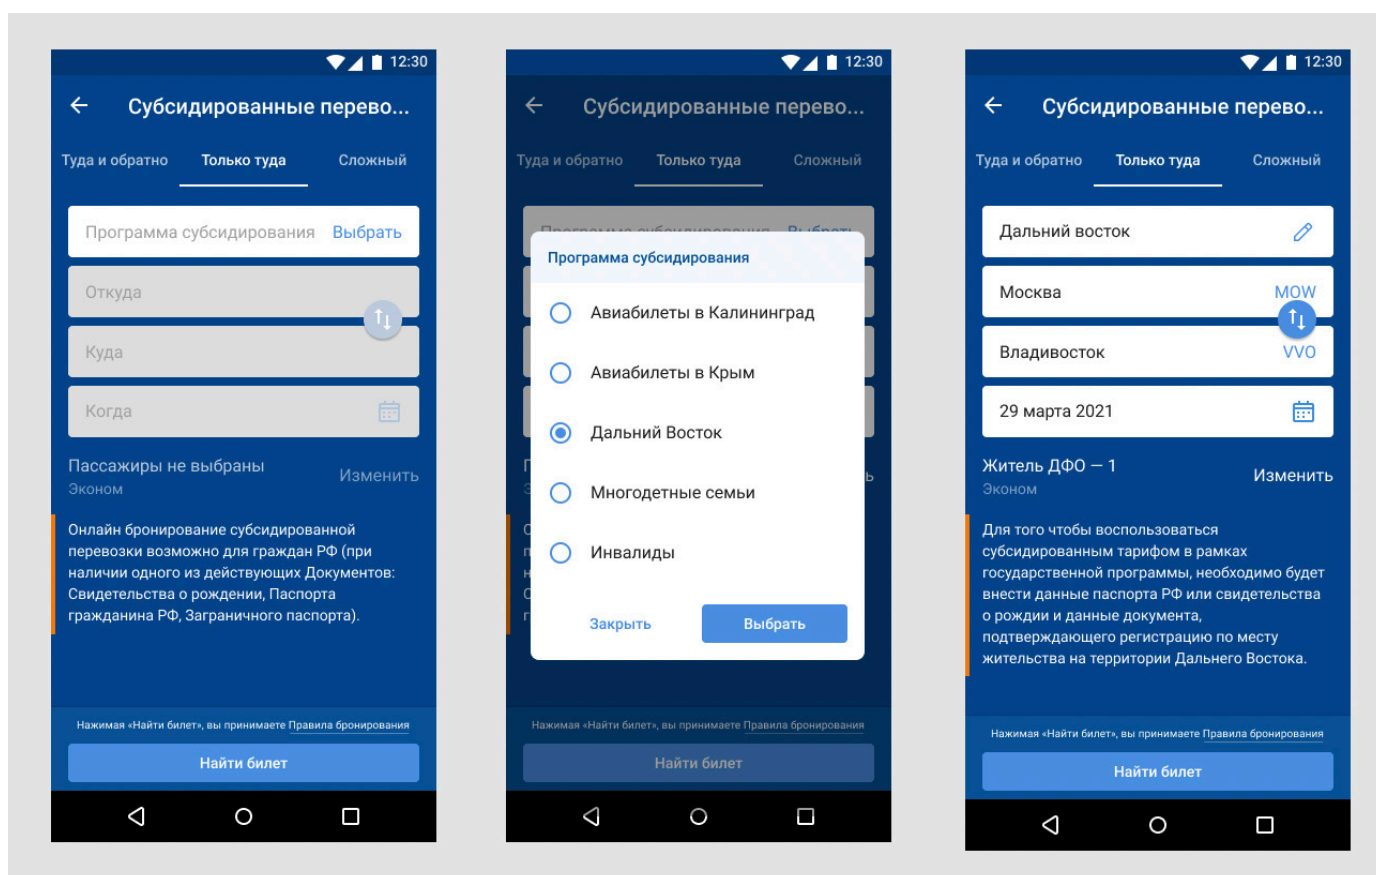 12:30
Субсидированные перево...
Туда и обратно Только туда Сложный
Программа субсидирования Выбрать
Откуда
Куда
Когда
Пассажиры не выбраны
Изменить
Эконом
Онлайн бронирование субсидированной
перевозки возможно для граждан РФ (при
наличии одного из действующих Документов:
Свидетельства о рождении, Паспорта
гражданина РФ, Заграничного паспорта).
Нажимая «Найти билет», вы принимаете Правила бронирования
Найти билет
12:30
Субсидированные перево...
Туда и обратно Только туда Сложный
Программа субсидирования
Авиабилеты в Калининград
Авиабилеты в Крым
Дальний Восток
Многодетные семьи
Инвалиды
Закрыть Выбрать
Нажимая «Найти билет», вы принимаете Правила бронирования
Найти билет
12:30
Субсидированные перево...
Туда и обратно Только туда Сложный
Дальний восток
Москва MOW
Владивосток VVO
29 марта 2021
Житель ДФО — 1
Изменить
Эконом
Для того чтобы воспользоваться
субсидированным тарифом в рамках
государственной программы, необходимо будет
внести данные паспорта РФ или свидетельства
о рождии и данные документа,
подтверждающего регистрацию по месту
жительства на территории Дальнего Востока.
Нажимая «Найти билет», вы принимаете Правила бронирования
Найти билет